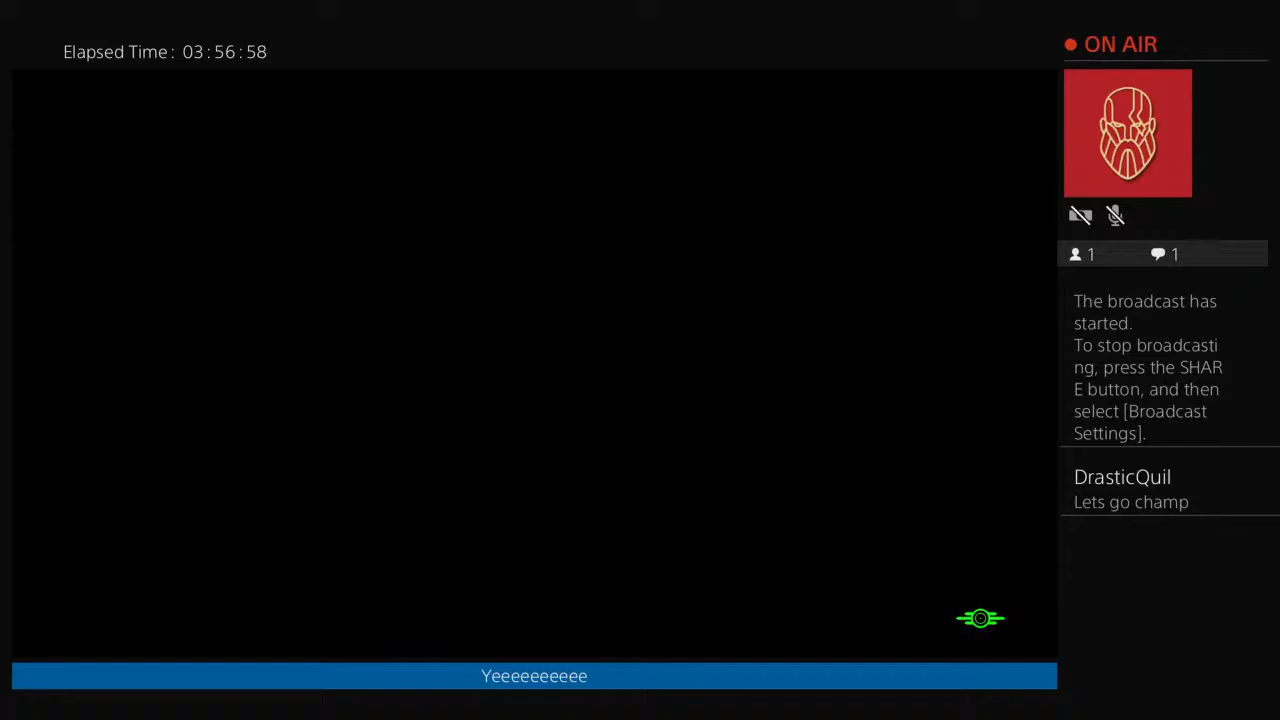 Elapsed Time: 03:56:58
ON AIR
1 1
The broadcast has
started.
To stop broadcasti
ng, press the SHAR
E button, and then
select [Broadcast
Settings].
DrasticQuil
Lets go champ
Yeeeeeeeeee